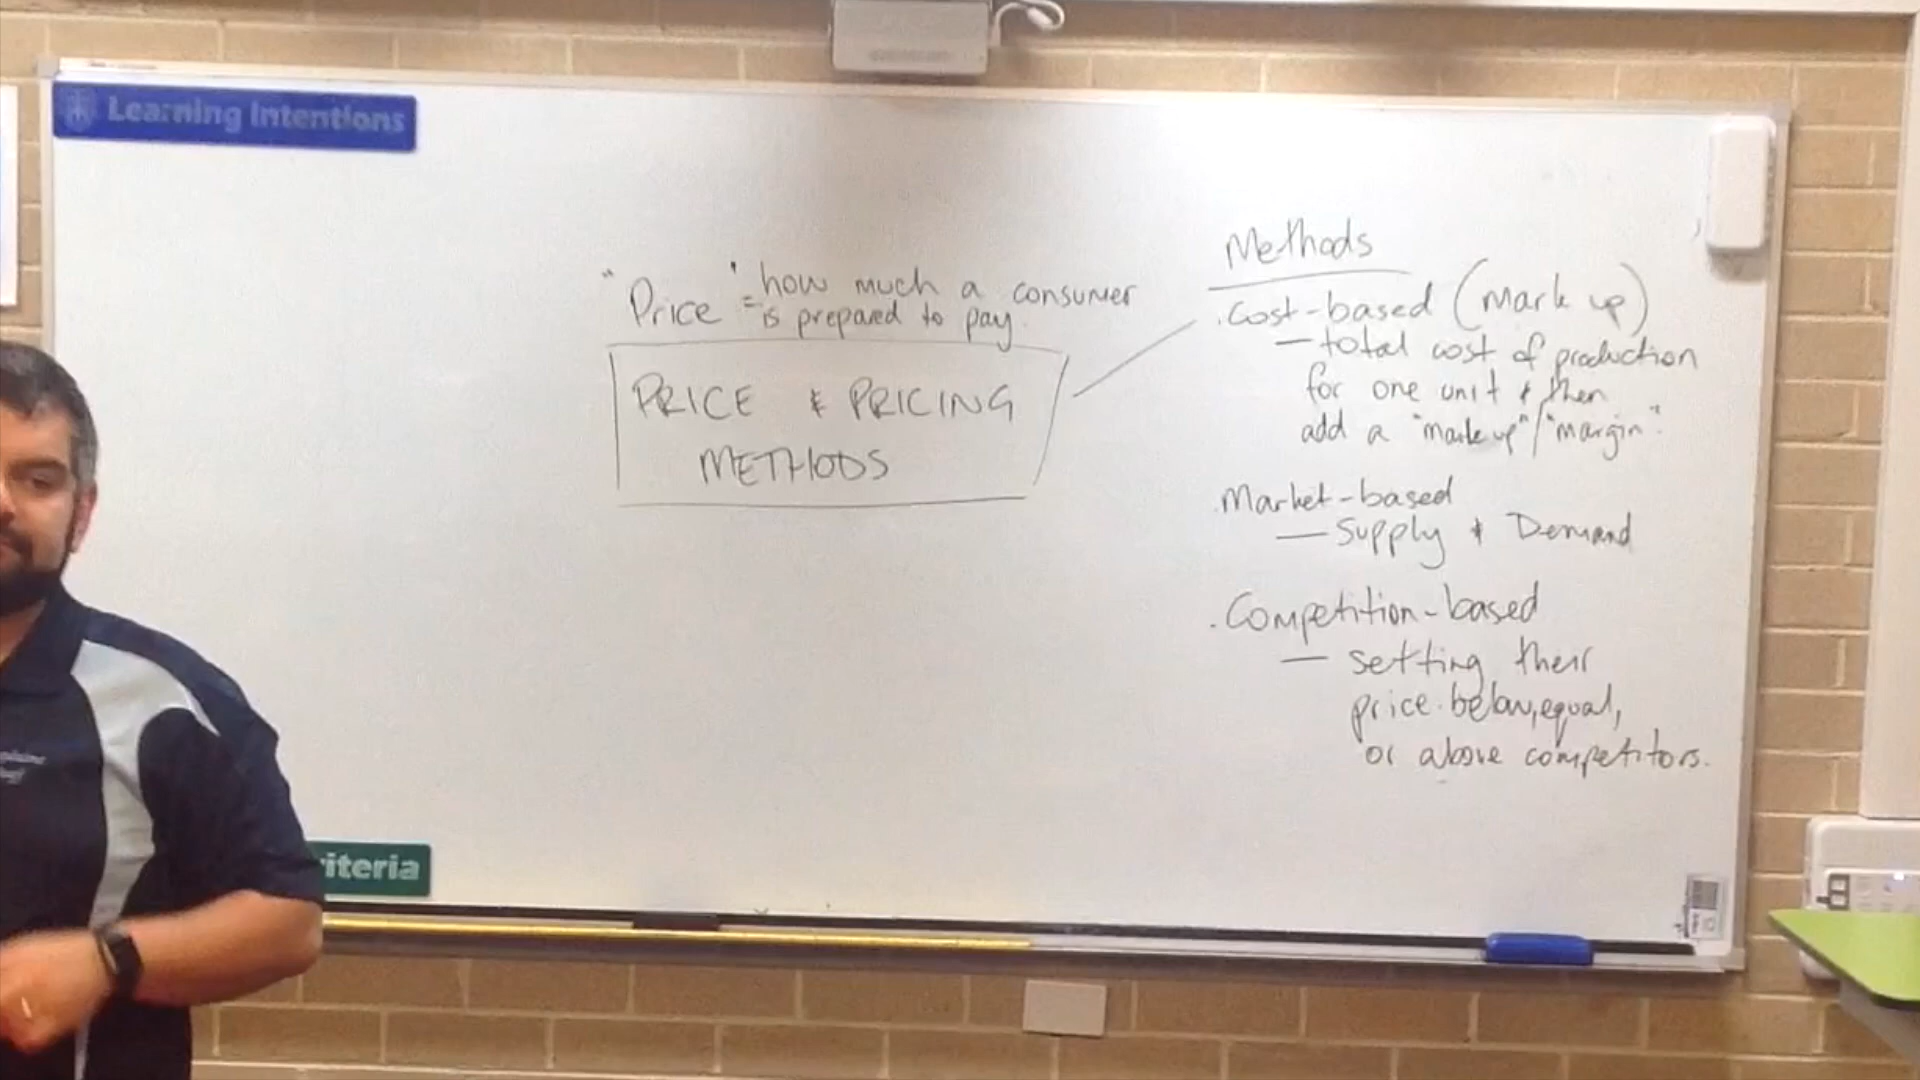 Learning Intentions
"Price" = how much a consumer
is prepared to pay.
PRICE & PRICING
METHODS
Methods
.Cost-based (Mark up)
— total cost of production
for one unit & then
add a "mark up"/"margin".
.Market-based
— Supply & Demand
.Competition-based
— setting their
price below, equal,
or above competitors.
riteria